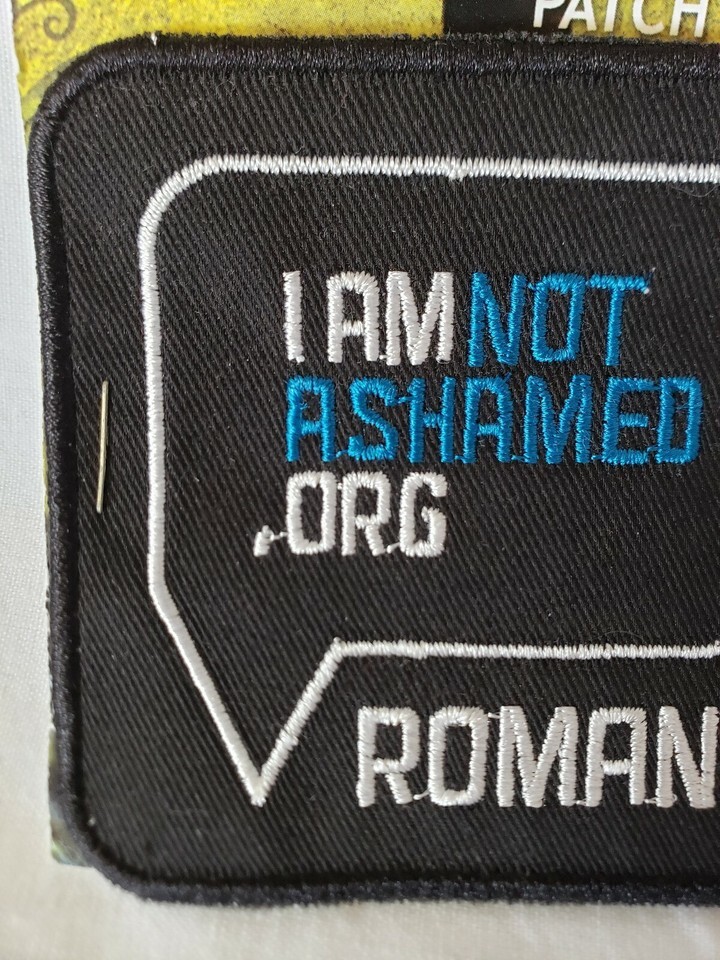 PATCH
I AM NOT
ASHAMED
.ORG
ROMAN